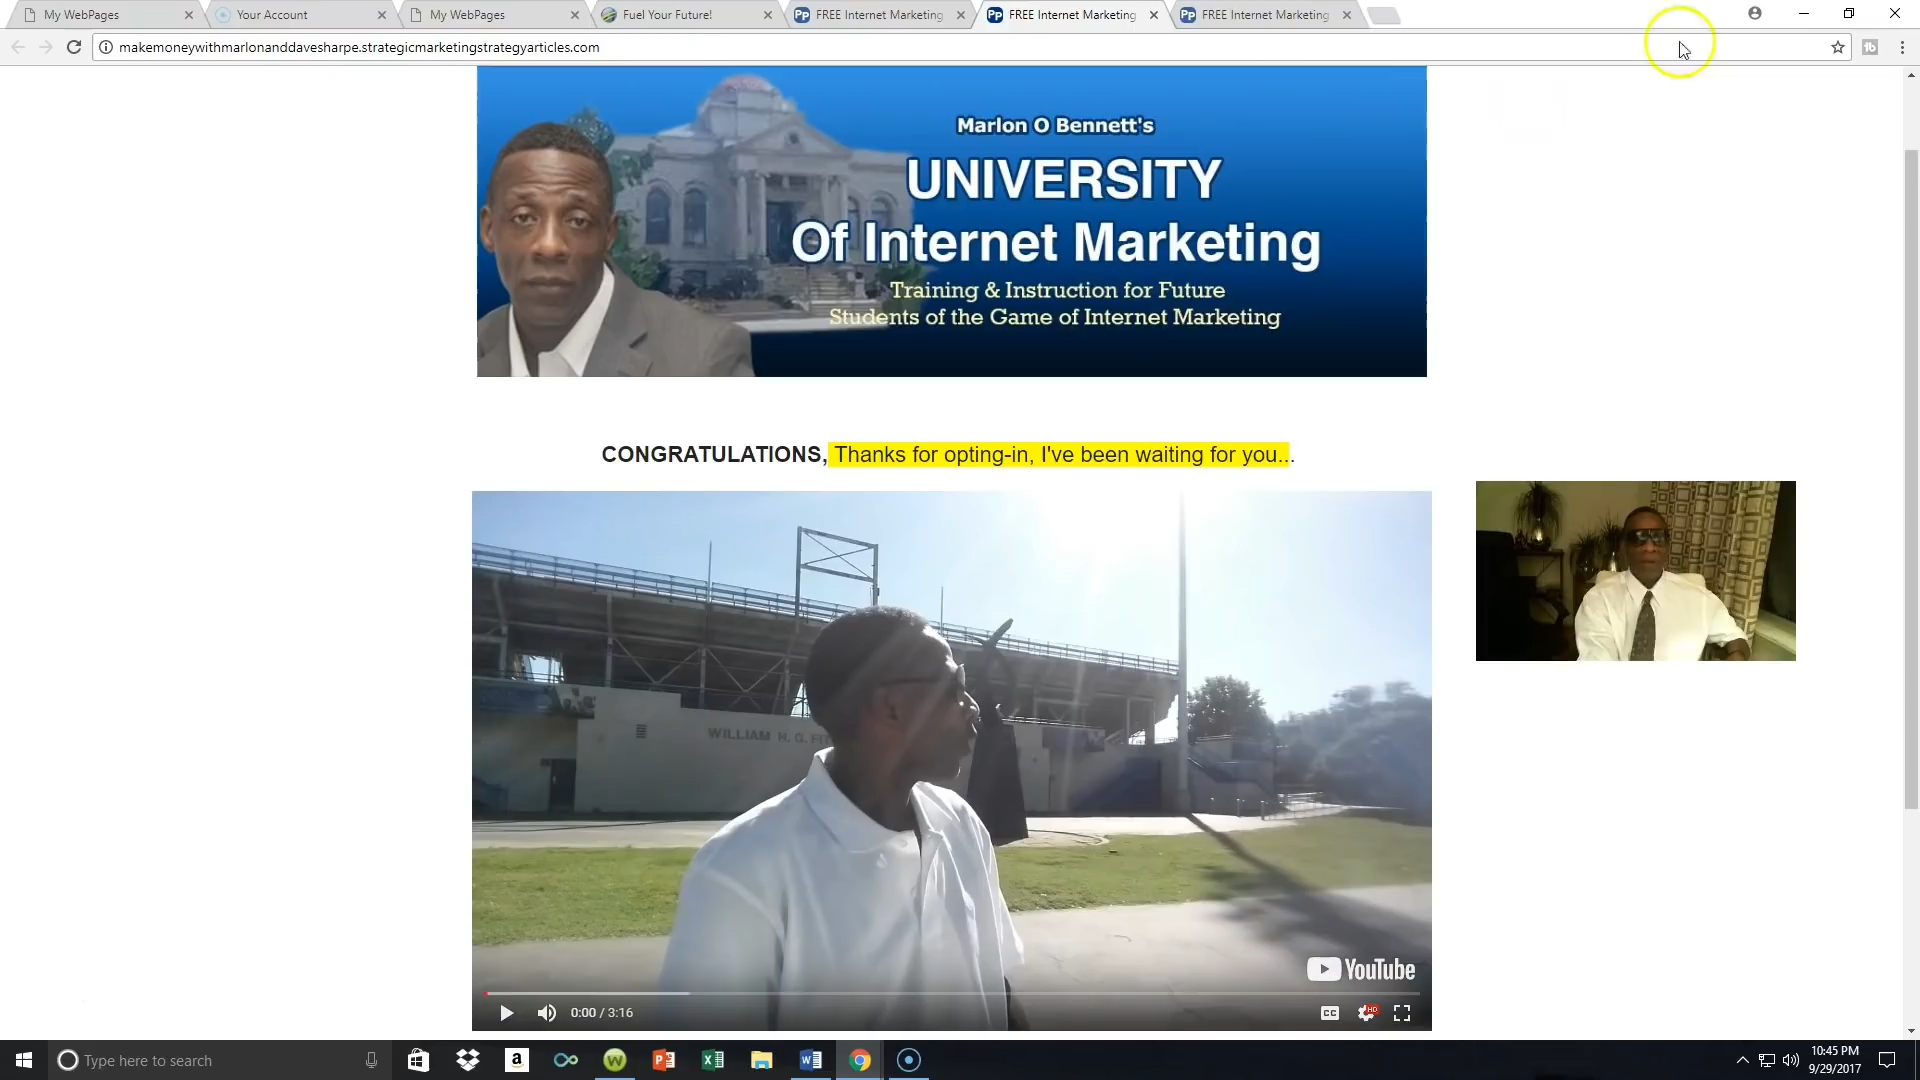 My WebPages
Your Account
My WebPages
Fuel Your Future!
FREE Internet Marketing
FREE Internet Marketing
FREE Internet Marketing
makemoneywithmarlonanddavesharpe.strategicmarketingstrategyarticles.com
Marlon O Bennett's
UNIVERSITY
Of Internet Marketing
Training & Instruction for Future
Students of the Game of Internet Marketing
CONGRATULATIONS, Thanks for opting-in, I've been waiting for you...
WILLIAM H. G.
YouTube
0:00 / 3:16
CC
HD
Type here to search
10:45 PM
9/29/2017